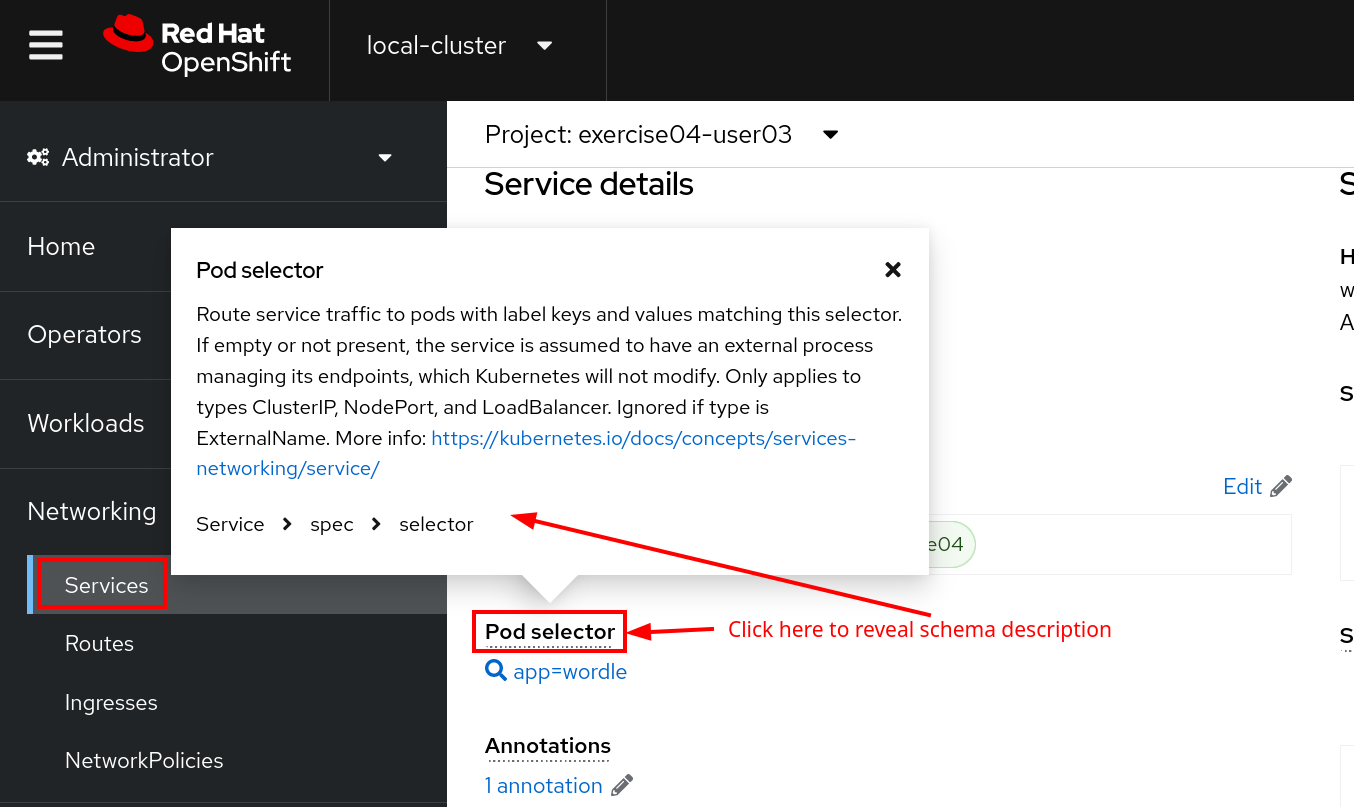 Red Hat
OpenShift
local-cluster
Administrator
Home
Operators
Workloads
Networking
Services
Routes
Ingresses
NetworkPolicies
Project: exercise04-user03
Service details
Pod selector
Route service traffic to pods with label keys and values matching this selector.
If empty or not present, the service is assumed to have an external process
managing its endpoints, which Kubernetes will not modify. Only applies to
types ClusterIP, NodePort, and LoadBalancer. Ignored if type is
ExternalName. More info: https://kubernetes.io/docs/concepts/services-
networking/service/
Service > spec > selector
Edit
e04
Pod selector
Click here to reveal schema description
app=wordle
Annotations
1 annotation